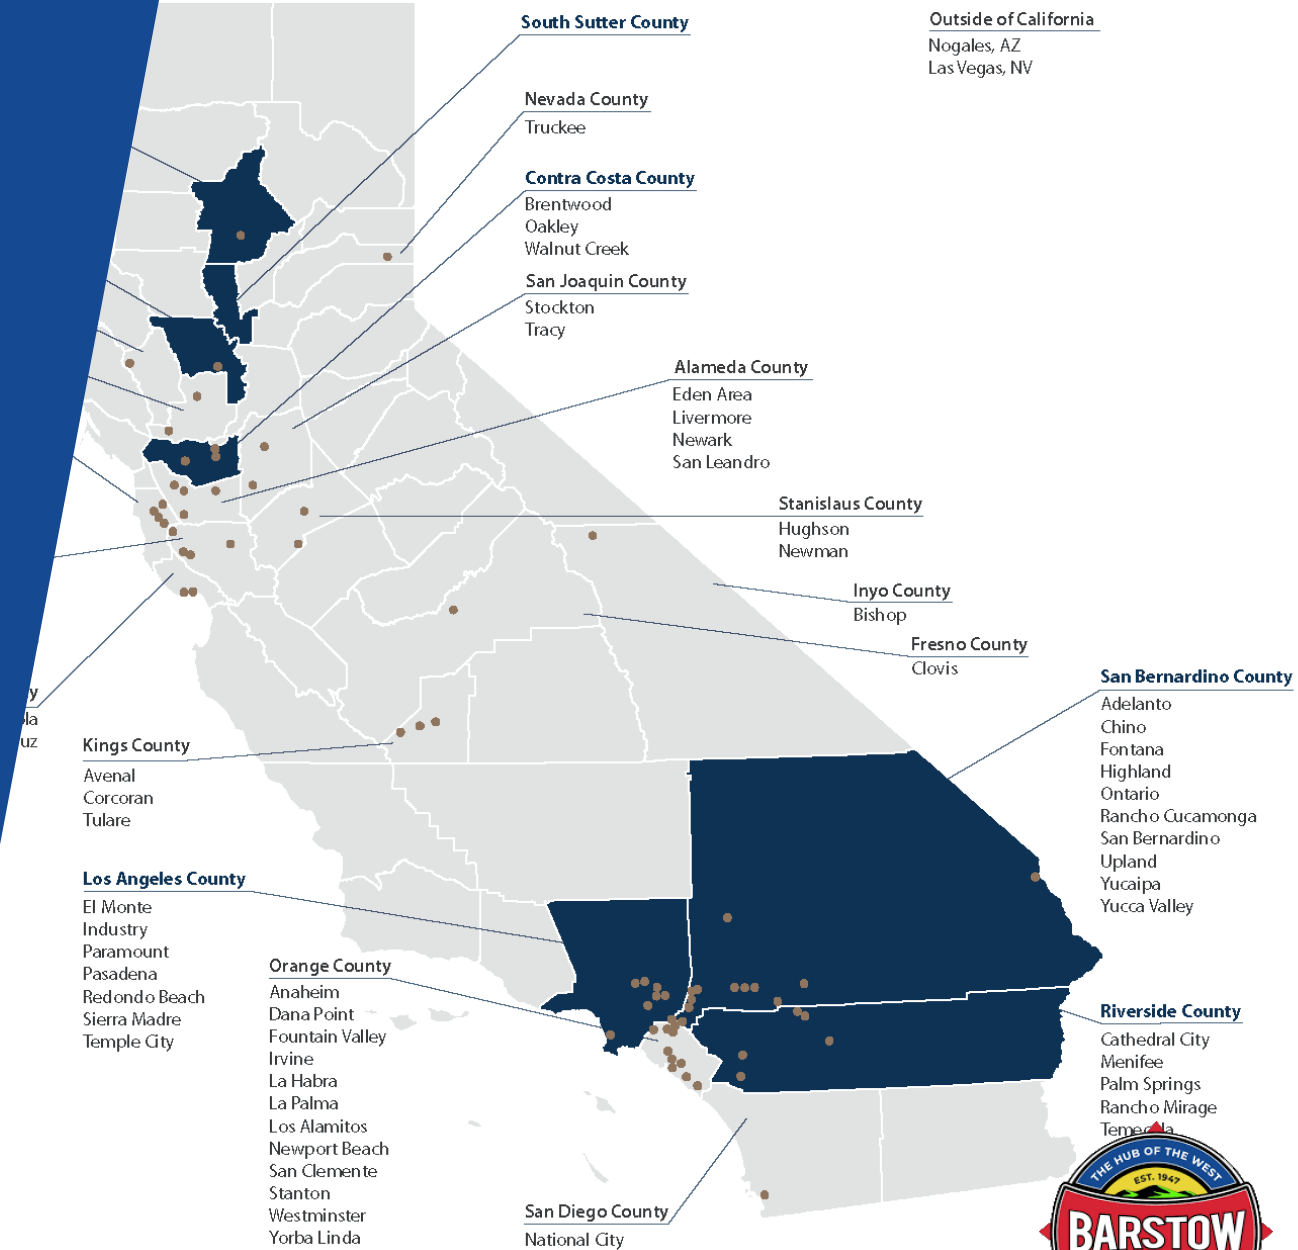 South Sutter County
Outside of California
Nogales, AZ
Las Vegas, NV
Nevada County
Truckee
Contra Costa County
Brentwood
Oakley
Walnut Creek
San Joaquin County
Stockton
Tracy
Alameda County
Eden Area
Livermore
Newark
San Leandro
Stanislaus County
Hughson
Newman
Inyo County
Bishop
Fresno County
Clovis
San Bernardino County
Adelanto
Chino
Fontana
Highland
Ontario
Rancho Cucamonga
San Bernardino
Upland
Yucaipa
Yucca Valley
y
la
uz
Kings County
Avenal
Corcoran
Tulare
Los Angeles County
El Monte
Industry
Paramount
Pasadena
Redondo Beach
Sierra Madre
Temple City
Orange County
Anaheim
Dana Point
Fountain Valley
Irvine
La Habra
La Palma
Los Alamitos
Newport Beach
San Clemente
Stanton
Westminster
Yorba Linda
San Diego County
National City
Riverside County
Cathedral City
Menifee
Palm Springs
Rancho Mirage
Temecula
THE HUB OF THE WEST
EST. 1947
BARSTOW